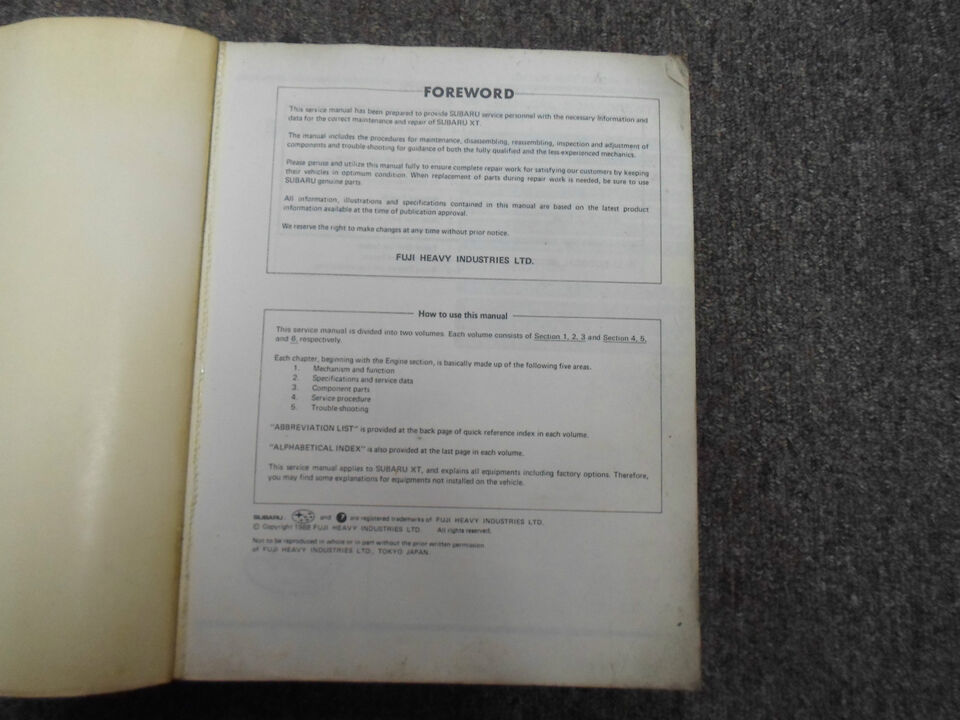 FOREWORD
This service manual has been prepared to provide SUBARU service personnel with the necessary information and
data for the correct maintenance and repair of SUBARU XT.
The manual includes the procedures for maintenance, disassembling, reassembling, inspection and adjustment of
components and trouble-shooting for guidance of both the fully qualified and the less experienced mechanics.
Please peruse and utilize this manual fully to ensure complete repair work for satisfying our customers by keeping
their vehicles in optimum condition. When replacement of parts during repair work is needed, be sure to use
SUBARU genuine parts.
All information, illustrations and specifications contained in this manual are based on the latest product
information available at the time of publication approval.
We reserve the right to make changes at any time without prior notice.
FUJI HEAVY INDUSTRIES LTD.
How to use this manual
This service manual is divided into two volumes. Each volume consists of Section 1, 2, 3 and Section 4, 5,
and 6, respectively.
Each chapter, beginning with the Engine section, is basically made up of the following five areas.
1. Mechanism and function
2. Specifications and service data
3. Component parts
4. Service procedure
5. Trouble shooting
"ABBREVIATION LIST" is provided at the back page of quick reference index in each volume.
"ALPHABETICAL INDEX" is also provided at the last page in each volume.
This service manual applies to SUBARU XT, and explains all equipments including factory options. Therefore,
you may find some explanations for equipments not installed on the vehicle.
SUBARU and are registered trademarks of FUJI HEAVY INDUSTRIES LTD.
© Copyright 1988 FUJI HEAVY INDUSTRIES LTD. All rights reserved.
Not to be reproduced in whole or in part without the prior written permission
of FUJI HEAVY INDUSTRIES LTD., TOKYO JAPAN.